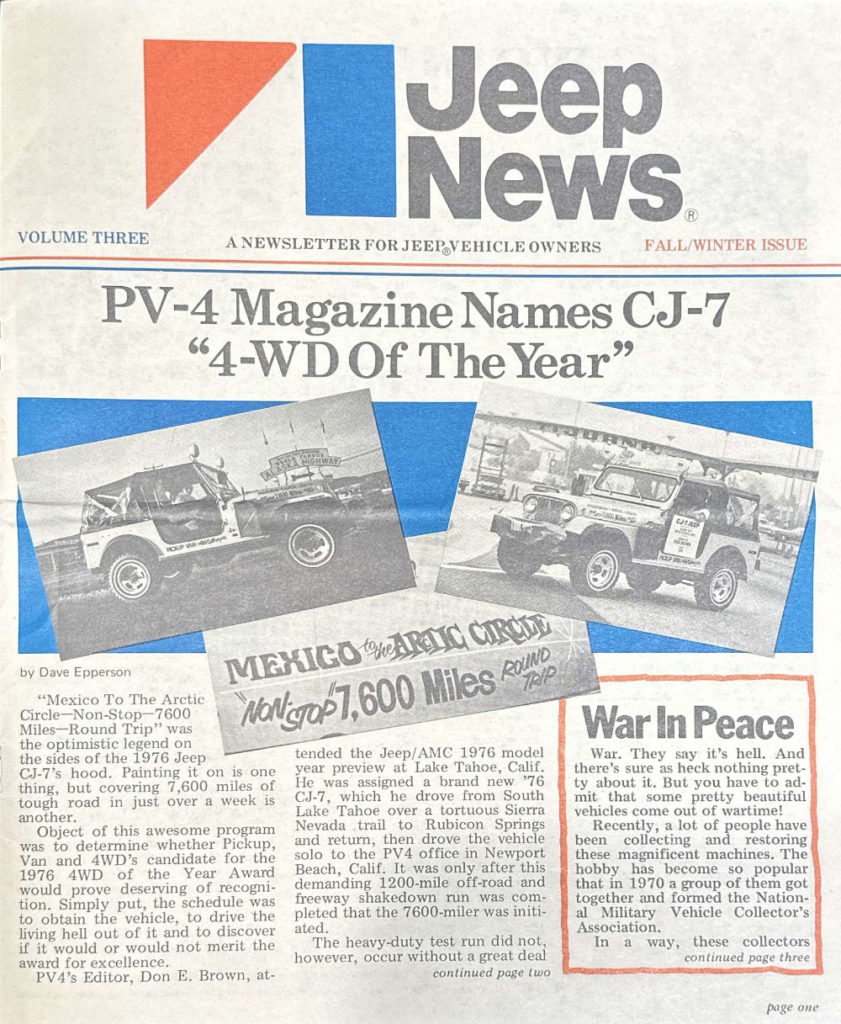 Jeep
News®
VOLUME THREE
A NEWSLETTER FOR JEEP® VEHICLE OWNERS
FALL/WINTER ISSUE
PV-4 Magazine Names CJ-7
“4-WD Of The Year”
ALASKA HIGHWAY
CJ-7 JEEP
MEXICO to the ARTIC CIRCLE
"NON-STOP" 7,600 Miles ROUND TRIP
by Dave Epperson
“Mexico To The Arctic
Circle—Non-Stop—7600
Miles—Round Trip” was
the optimistic legend on
the sides of the 1976 Jeep
CJ-7's hood. Painting it on is one
thing, but covering 7,600 miles of
tough road in just over a week is
another.
Object of this awesome program
was to determine whether Pickup,
Van and 4WD's candidate for the
1976 4WD of the Year Award
would prove deserving of recogni-
tion. Simply put, the schedule was
to obtain the vehicle, to drive the
living hell out of it and to discover
if it would or would not merit the
award for excellence.
PV4's Editor, Don E. Brown, at-
tended the Jeep/AMC 1976 model
year preview at Lake Tahoe, Calif.
He was assigned a brand new '76
CJ-7, which he drove from South
Lake Tahoe over a tortuous Sierra
Nevada trail to Rubicon Springs
and return, then drove the vehicle
solo to the PV4 office in Newport
Beach, Calif. It was only after this
demanding 1200-mile off-road and
freeway shakedown run was com-
pleted that the 7600-miler was initi-
ated.
The heavy-duty test run did not,
however, occur without a great deal
continued page two
War In Peace
War. They say it's hell. And
there's sure as heck nothing pret-
ty about it. But you have to ad-
mit that some pretty beautiful
vehicles come out of wartime!
Recently, a lot of people have
been collecting and restoring
these magnificent machines. The
hobby has become so popular
that in 1970 a group of them got
together and formed the Nation-
al Military Vehicle Collector's
Association.
In a way, these collectors
continued page three
page one